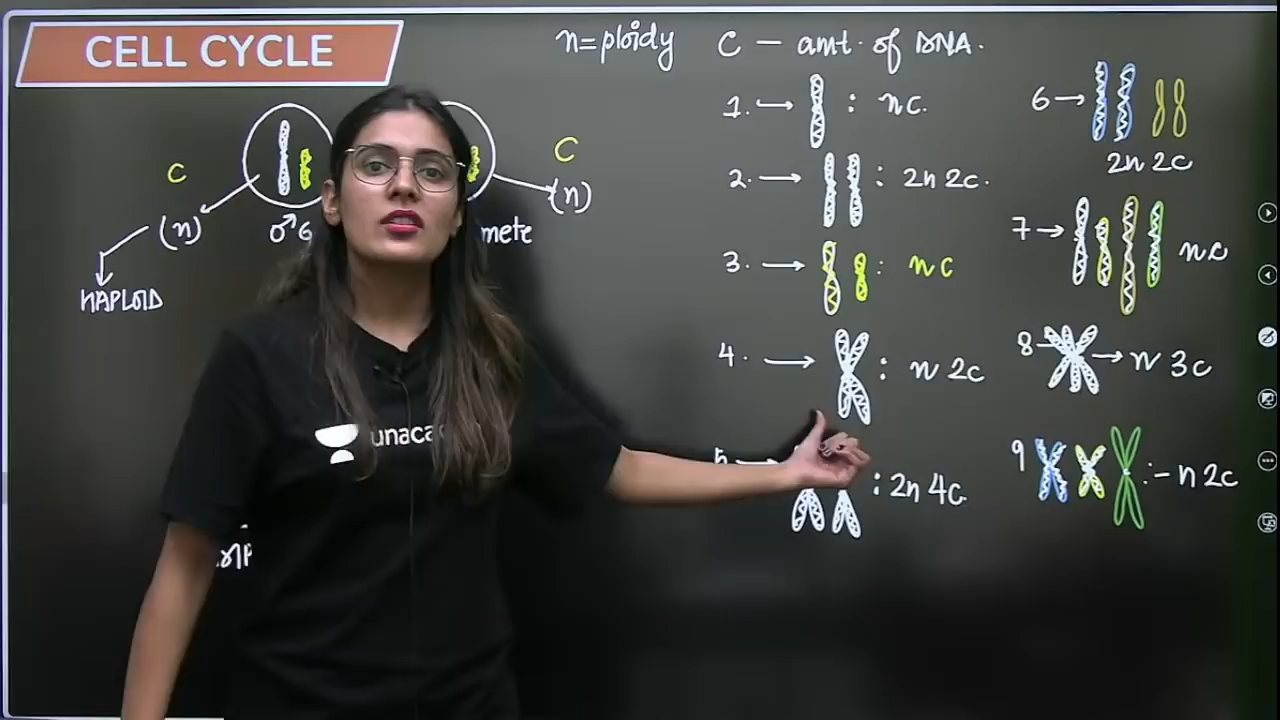 CELL CYCLE
n=ploidy C — amt. of DNA.
1. → : nc.
2. → : 2n 2c.
3. → : nc
4. → : n 2c
5 → : 2n 4c.
6 →
2n 2c
7 → nc
8 → n 3c
9 :- n 2c
C
(n)
HAPLOID
♂ G
C
(n)
mete
unaca